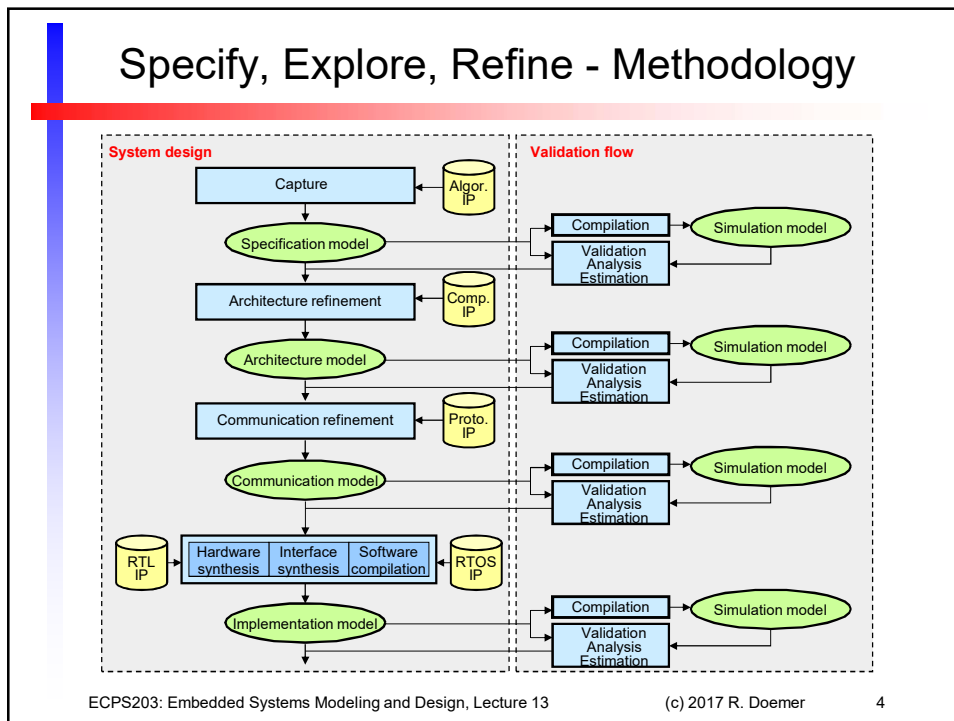 Specify, Explore, Refine - Methodology
System design
Capture
Algor.
IP
Specification model
Architecture refinement
Comp.
IP
Architecture model
Communication refinement
Proto.
IP
Communication model
RTL
IP
Hardware
synthesis
Interface
synthesis
Software
compilation
RTOS
IP
Implementation model
Validation flow
Compilation
Simulation model
Validation
Analysis
Estimation
Compilation
Simulation model
Validation
Analysis
Estimation
Compilation
Simulation model
Validation
Analysis
Estimation
Compilation
Simulation model
Validation
Analysis
Estimation
ECPS203: Embedded Systems Modeling and Design, Lecture 13
(c) 2017 R. Doemer
4